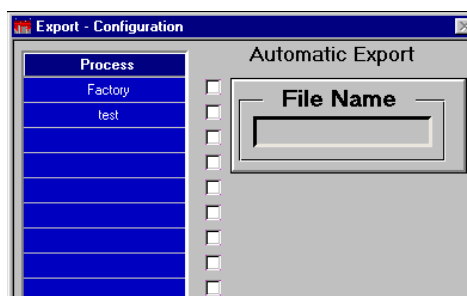 Export - Configuration
Process
Factory
test
Automatic Export
File Name